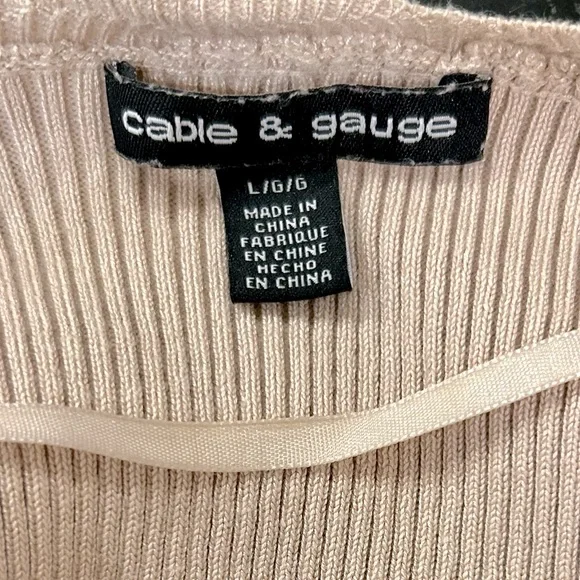 cable & gauge
L/G/G
MADE IN
CHINA
FABRIQUE
EN CHINE
HECHO
EN CHINA